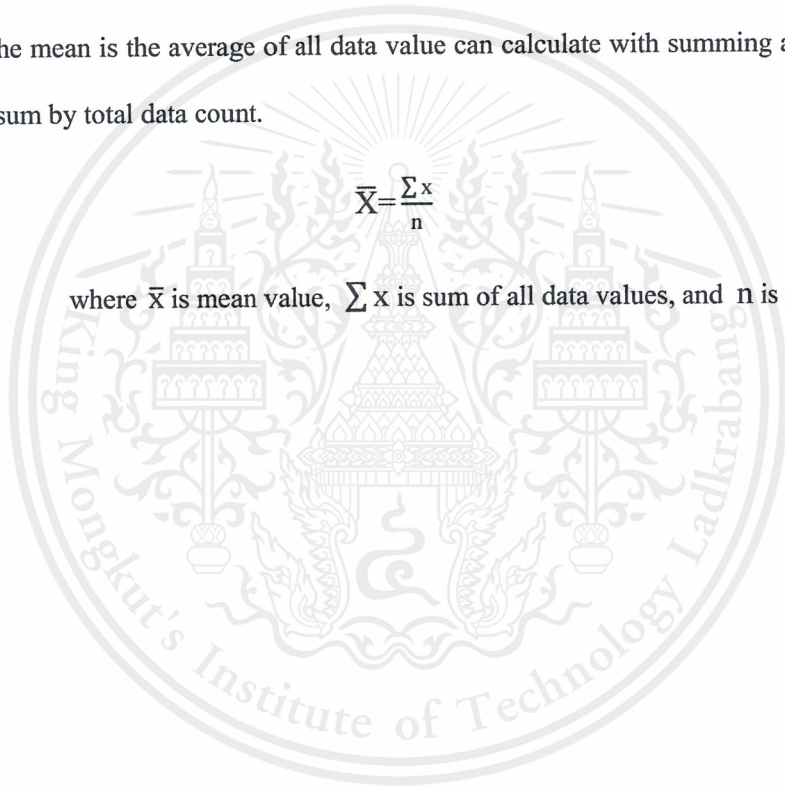 he mean is the average of all data value can calculate with summing a
sum by total data count.
X̅=∑x/n
where x̅ is mean value, ∑x is sum of all data values, and n is
King Mongkut's Institute of Technology Ladkrabang